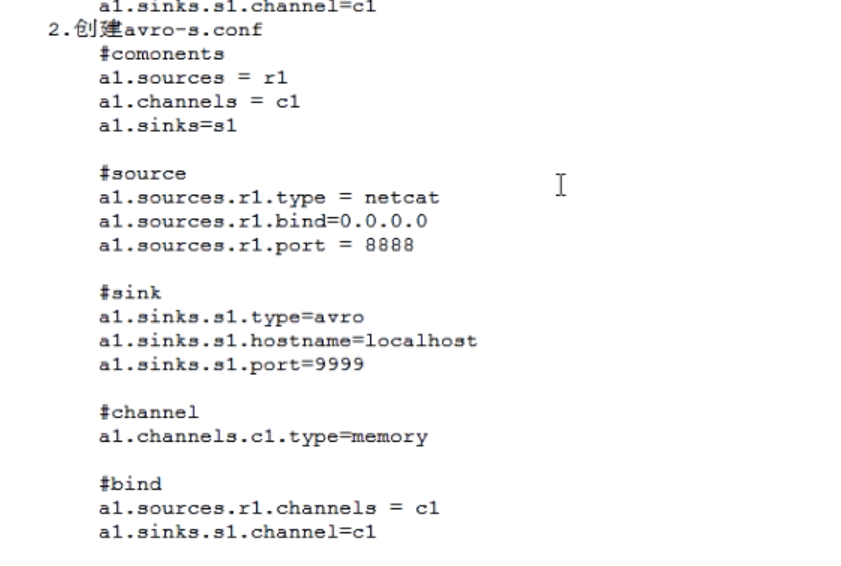 a1.sinks.s1.channel=c1
2.创建avro-s.conf
#comonents
a1.sources = r1
a1.channels = c1
a1.sinks=s1
#source
a1.sources.r1.type = netcat
a1.sources.r1.bind=0.0.0.0
a1.sources.r1.port = 8888
#sink
a1.sinks.s1.type=avro
a1.sinks.s1.hostname=localhost
a1.sinks.s1.port=9999
#channel
a1.channels.c1.type=memory
#bind
a1.sources.r1.channels = c1
a1.sinks.s1.channel=c1